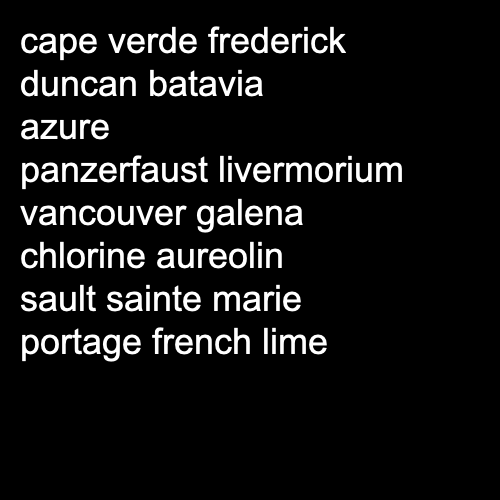 cape verde frederick
duncan batavia
azure
panzerfaust livermorium
vancouver galena
chlorine aureolin
sault sainte marie
portage french lime